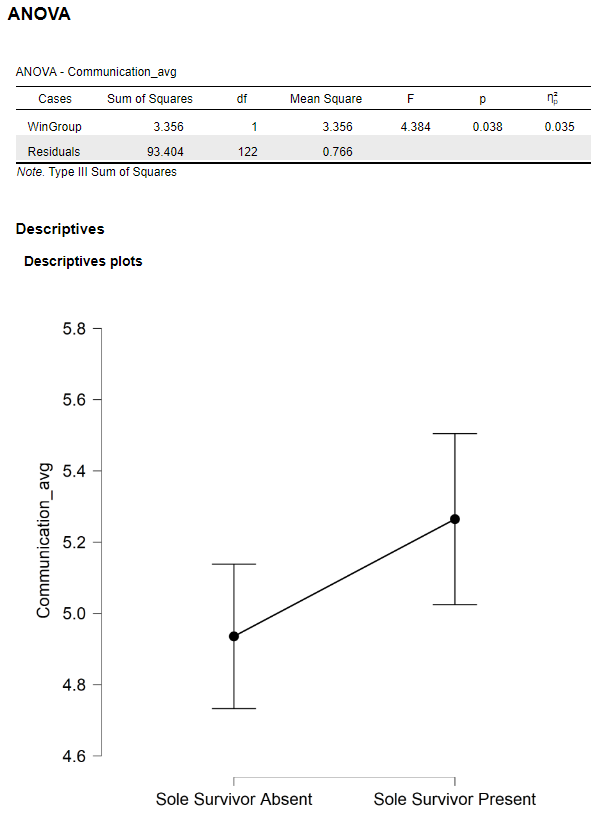 ANOVA
ANOVA - Communication_avg
Cases Sum of Squares df Mean Square F p η²p
WinGroup 3.356 1 3.356 4.384 0.038 0.035
Residuals 93.404 122 0.766
Note. Type III Sum of Squares
Descriptives
Descriptives plots
5.8
5.6
5.4
5.2
5.0
4.8
4.6
Communication_avg
Sole Survivor Absent Sole Survivor Present